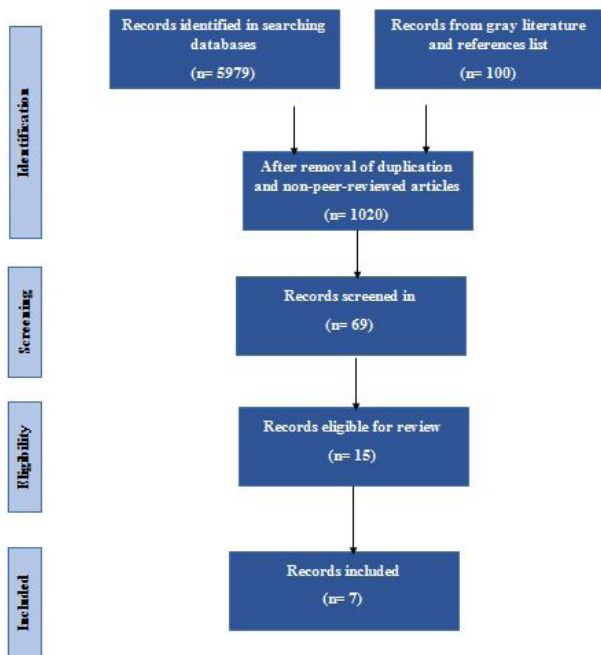 Records identified in searching
databases
(n= 5979)
Records from gray literature
and references list
(n= 100)
Identification
After removal of duplication
and non-peer-reviewed articles
(n= 1020)
Screening
Records screened in
(n= 69)
Eligibility
Records eligible for review
(n= 15)
Included
Records included
(n= 7)